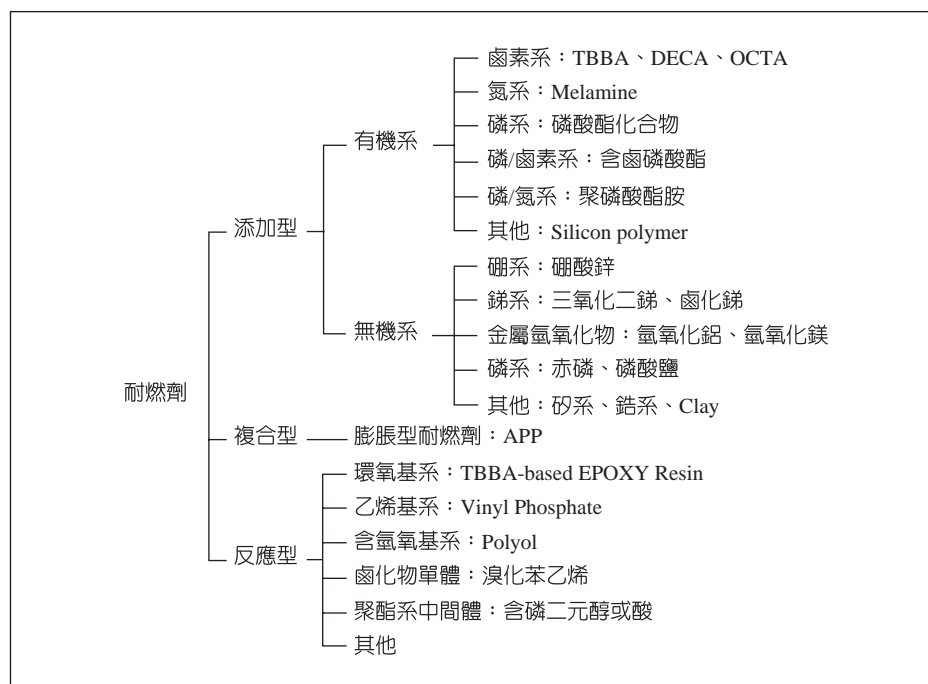 鹵素系：TBBA、DECA、OCTA
氮系：Melamine
磷系：磷酸酯化合物
有機系
磷/鹵素系：含鹵磷酸酯
磷/氮系：聚磷酸酯胺
其他：Silicon polymer
添加型
硼系：硼酸鋅
銻系：三氧化二銻、鹵化銻
無機系
金屬氫氧化物：氫氧化鋁、氫氧化鎂
磷系：赤磷、磷酸鹽
其他：矽系、鋯系、Clay
耐燃劑
複合型
膨脹型耐燃劑：APP
環氧基系：TBBA-based EPOXY Resin
乙烯基系：Vinyl Phosphate
含氫氧基系：Polyol
反應型
鹵化物單體：溴化苯乙烯
聚酯系中間體：含磷二元醇或酸
其他